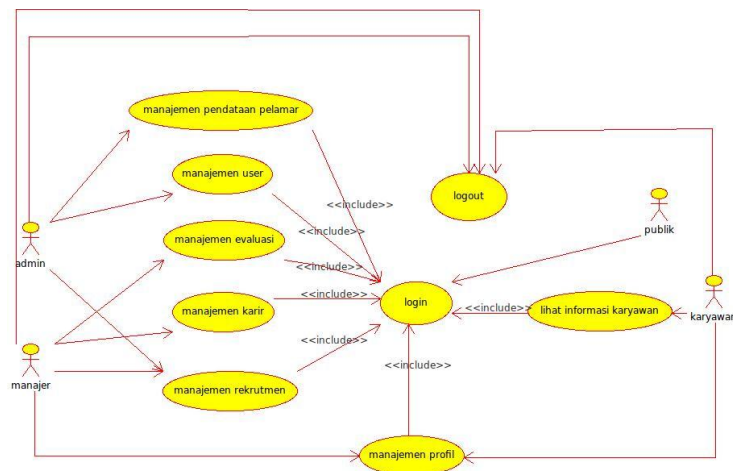 manajemen pendataan pelamar
manajemen user
logout
<<include>>
publik
<<include>>
manajemen evaluasi
admin
<<include>>
<<include>>
manajemen karir
login
<<include>>
lihat informasi karyawan
karyawan
<<include>>
<<include>>
manajer
manajemen rekrutmen
manajemen profil